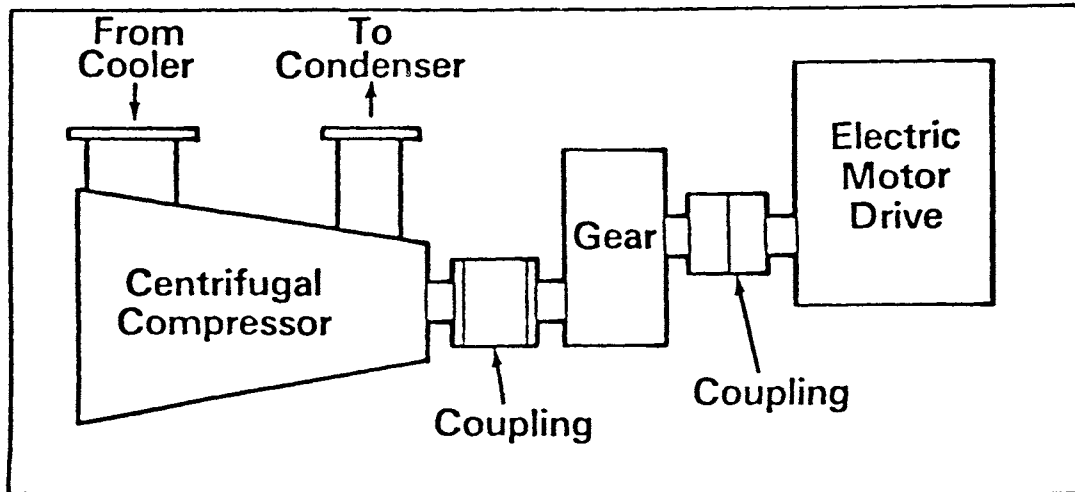 From
Cooler
To
Condenser
Electric
Motor
Drive
Gear
Centrifugal
Compressor
Coupling
Coupling